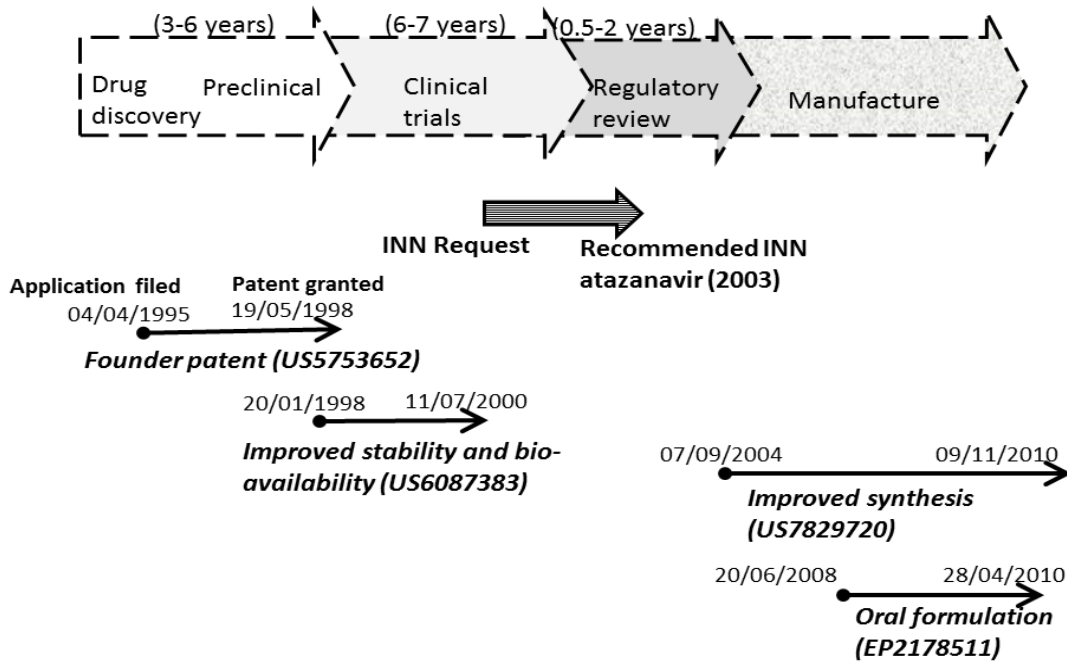 (3-6 years) (6-7 years) (0.5-2 years)
Drug discovery
Preclinical
Clinical trials
Regulatory review
Manufacture
INN Request
Recommended INN
atazanavir (2003)
Application filed
04/04/1995
Patent granted
19/05/1998
Founder patent (US5753652)
20/01/1998 11/07/2000
Improved stability and bio-
availability (US6087383)
07/09/2004 09/11/2010
Improved synthesis
(US7829720)
20/06/2008 28/04/2010
Oral formulation
(EP2178511)